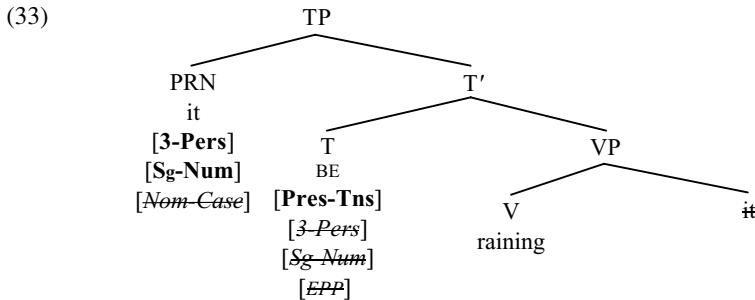 (33) TP
PRN T′
it
[3-Pers] T VP
[Sg-Num] BE
[Nom-Case] [Pres-Tns] V it
[3-Pers] raining
[Sg-Num]
[EPP]